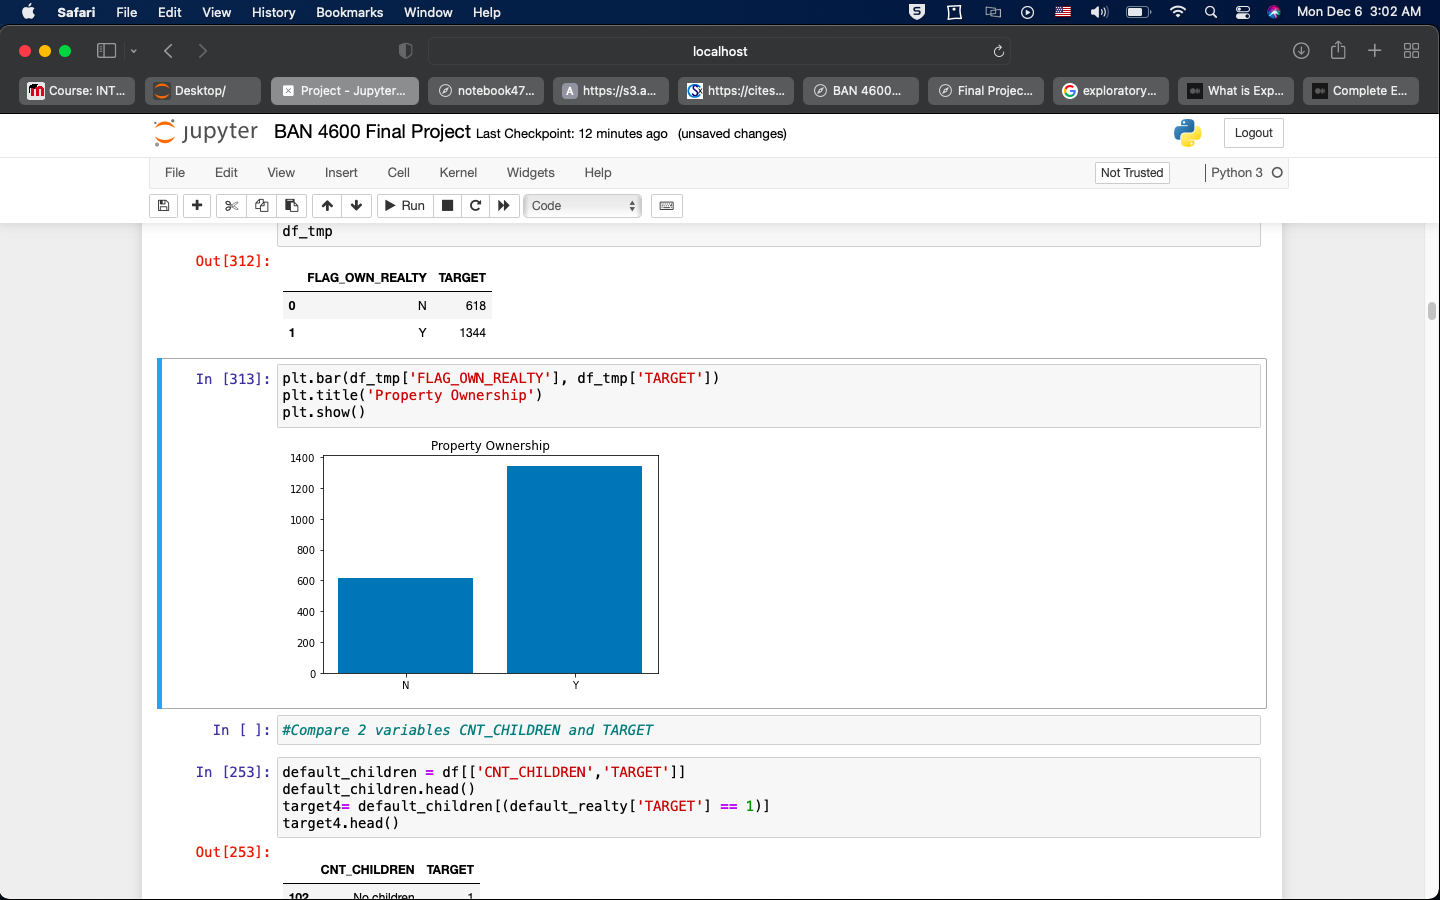 Safari File Edit View History Bookmarks Window Help S Mon Dec 6 3:02 AM
localhost
Course: INT... Desktop/ Project - Jupyter... notebook47... A https://s3.a... https://cites... BAN 4600... Final Projec... exploratory... What is Exp... Complete E...
jupyter BAN 4600 Final Project Last Checkpoint: 12 minutes ago (unsaved changes) Logout
File Edit View Insert Cell Kernel Widgets Help Not Trusted Python 3
Run Code
df_tmp
Out[312]:
FLAG_OWN_REALTY TARGET
0 N 618
1 Y 1344
In [313]: plt.bar(df_tmp['FLAG_OWN_REALTY'], df_tmp['TARGET'])
plt.title('Property Ownership')
plt.show()
Property Ownership
1400
1200
1000
800
600
400
200
0
N Y
In [ ]: #Compare 2 variables CNT_CHILDREN and TARGET
In [253]: default_children = df[['CNT_CHILDREN','TARGET']]
default_children.head()
target4= default_children[(default_realty['TARGET'] == 1)]
target4.head()
Out[253]:
CNT_CHILDREN TARGET
102 No children 1